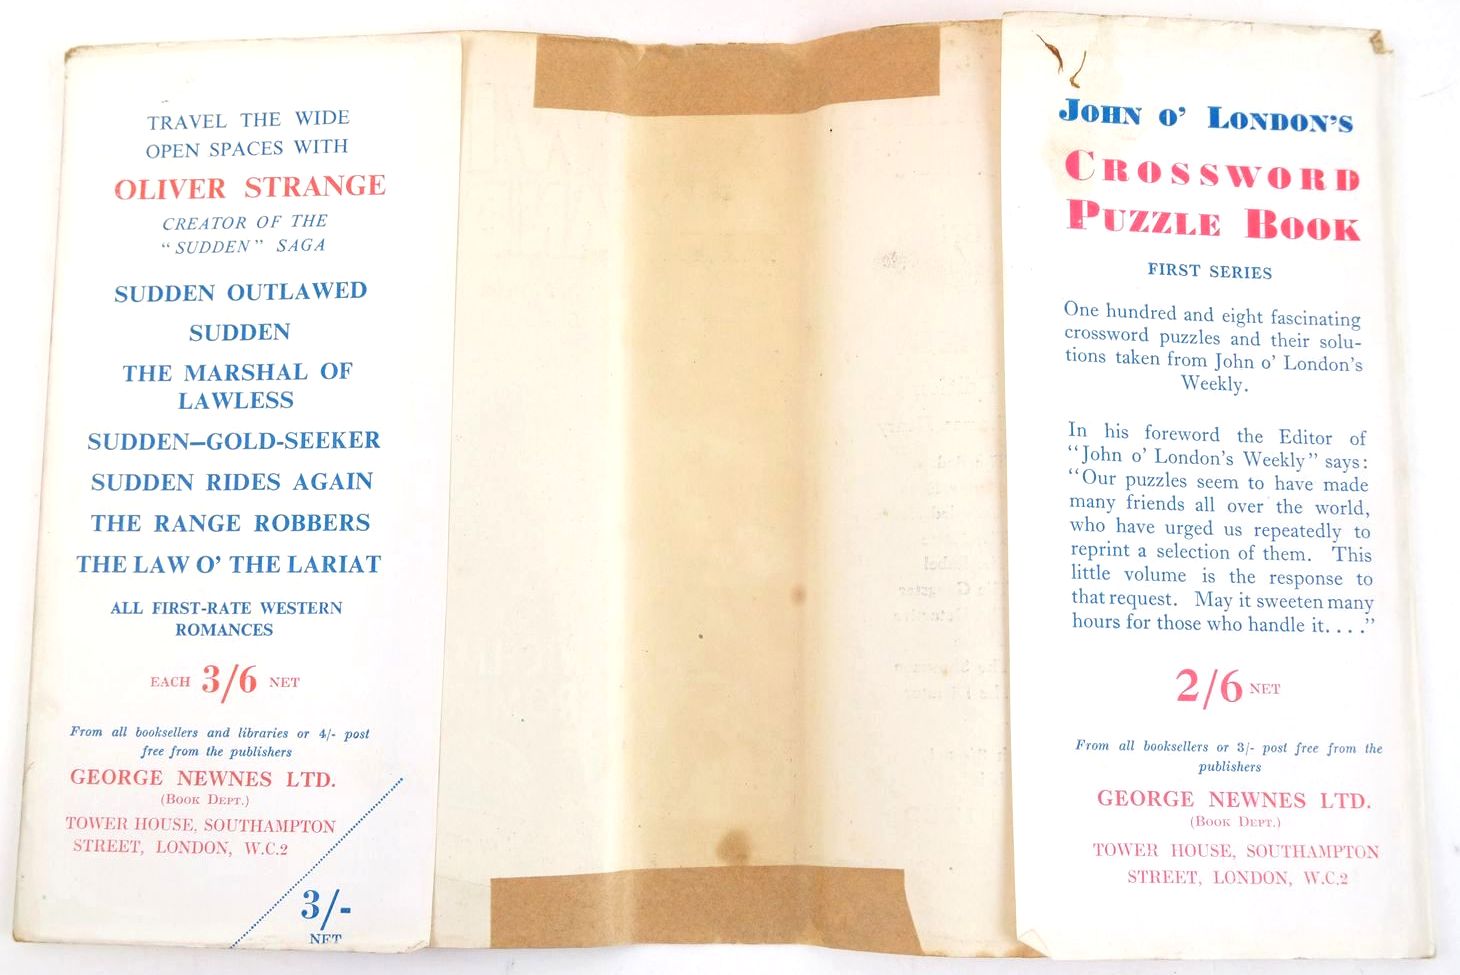 TRAVEL THE WIDE
OPEN SPACES WITH
OLIVER STRANGE
CREATOR OF THE
"SUDDEN" SAGA
SUDDEN OUTLAWED
SUDDEN
THE MARSHAL OF
LAWLESS
SUDDEN—GOLD-SEEKER
SUDDEN RIDES AGAIN
THE RANGE ROBBERS
THE LAW O' THE LARIAT
ALL FIRST-RATE WESTERN
ROMANCES
EACH 3/6 NET
From all booksellers and libraries or 4/- post
free from the publishers
GEORGE NEWNES LTD.
(BOOK DEPT.)
TOWER HOUSE, SOUTHAMPTON
STREET, LONDON, W.C.2
3/-
NET
JOHN O' LONDON'S
CROSSWORD
PUZZLE BOOK
FIRST SERIES
One hundred and eight fascinating
crossword puzzles and their solu-
tions taken from John o' London's
Weekly.
In his foreword the Editor of
"John o' London's Weekly" says:
"Our puzzles seem to have made
many friends all over the world,
who have urged us repeatedly to
reprint a selection of them. This
little volume is the response to
that request. May it sweeten many
hours for those who handle it. . . ."
2/6 NET
From all booksellers or 3/- post free from the
publishers
GEORGE NEWNES LTD.
(BOOK DEPT.)
TOWER HOUSE, SOUTHAMPTON
STREET, LONDON, W.C.2